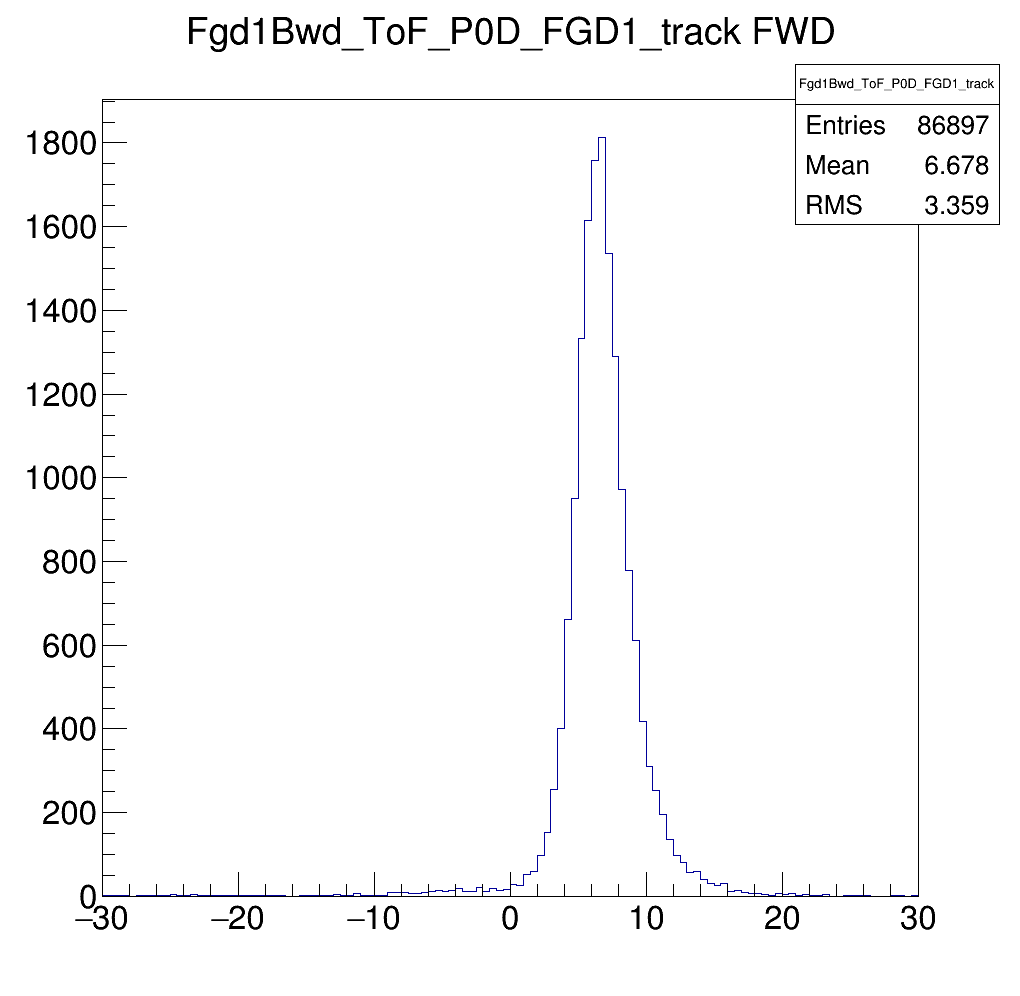 Fgd1Bwd_ToF_P0D_FGD1_track FWD
Fgd1Bwd_ToF_P0D_FGD1_track
Entries 86897
Mean 6.678
RMS 3.359
1800
1600
1400
1200
1000
800
600
400
200
0
−30 −20 −10 0 10 20 30